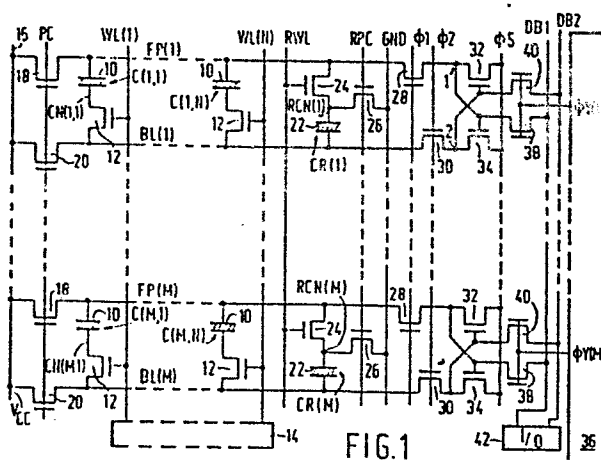 15 PC WL(1) FP(1) WL(N) RWL RPC GND Φ1 Φ2 ΦS DB1 DB2
18 10 10 24 32 40
C(1,1) C(1,N) RCN(1) 28 1
CN(1,1) 12 22 26 2 38
20 12 BL(1) CR(1) 30 34
FP(M) RCN(M)
18 10 10 24 28 32 40
C(M,1) C(M,N)
CN(M1) 12 12 22 26 ΦYDM
20 BL(M) CR(M) 30 34 38
VCC
14 42 I/O 36
FIG.1